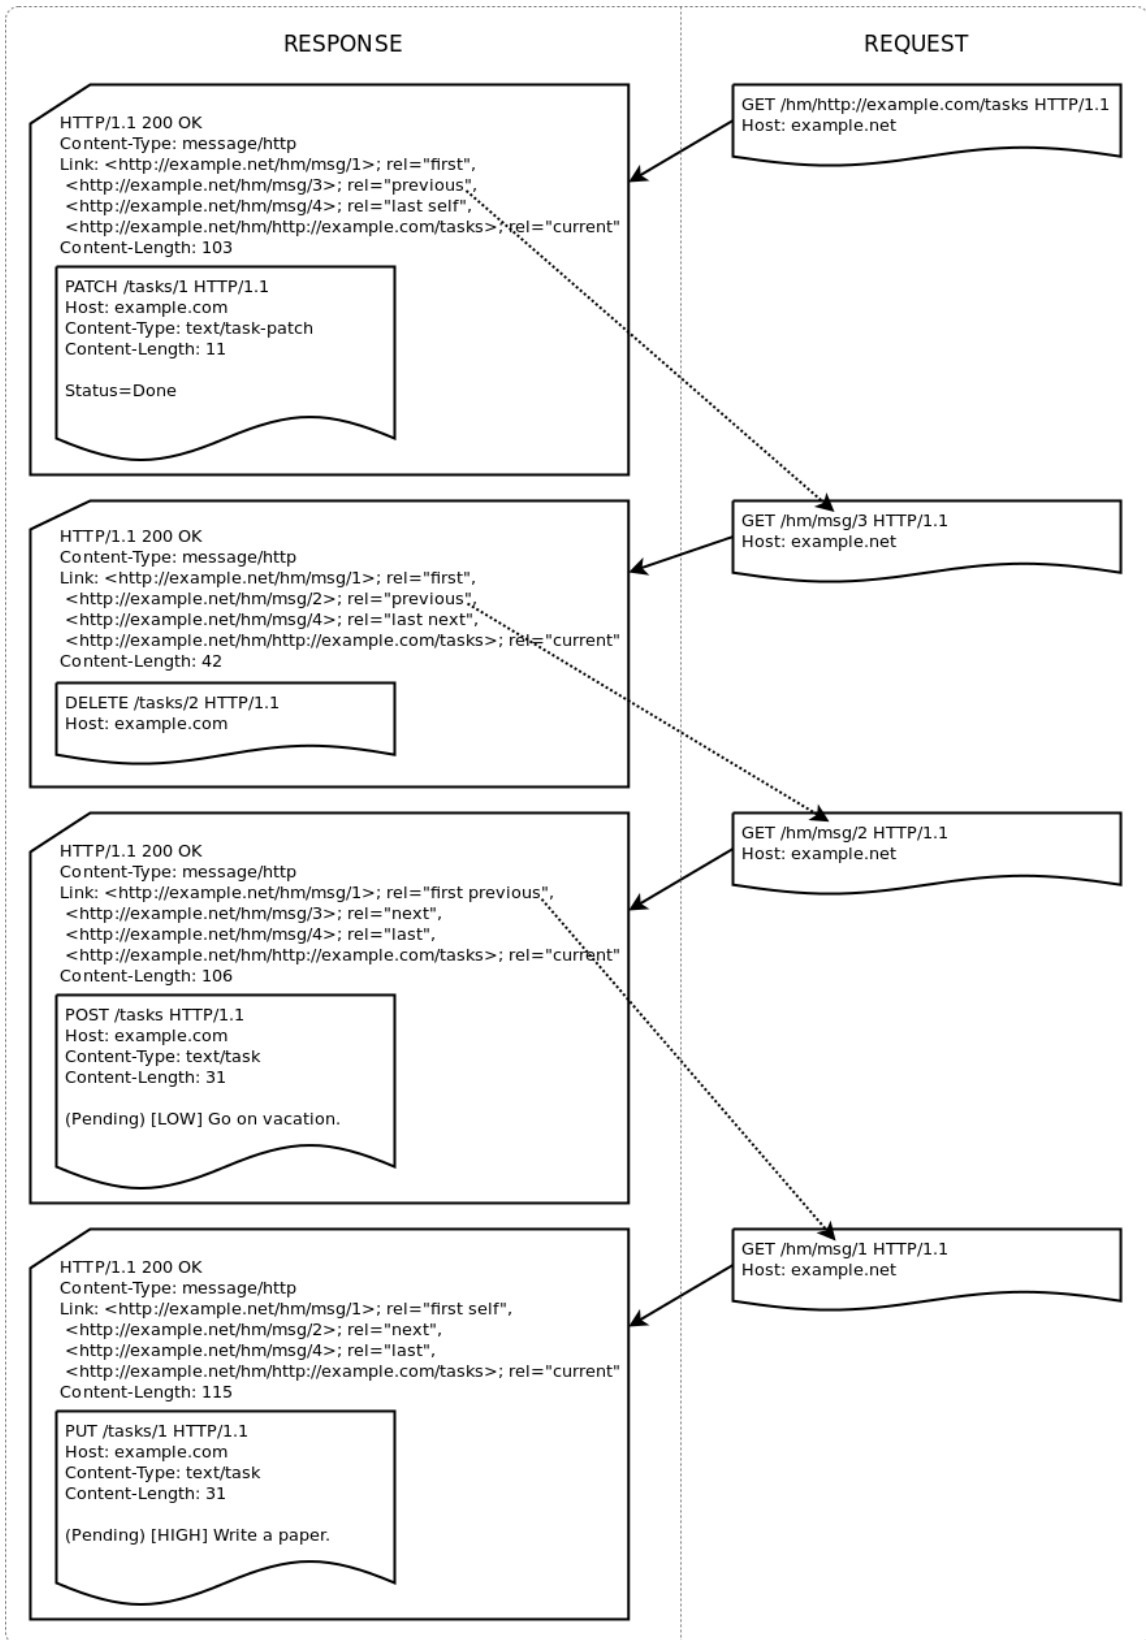 RESPONSE
REQUEST
HTTP/1.1 200 OK
Content-Type: message/http
Link: <http://example.net/hm/msg/1>; rel="first",
<http://example.net/hm/msg/3>; rel="previous",
<http://example.net/hm/msg/4>; rel="last self",
<http://example.net/hm/http://example.com/tasks>; rel="current"
Content-Length: 103
PATCH /tasks/1 HTTP/1.1
Host: example.com
Content-Type: text/task-patch
Content-Length: 11
Status=Done
GET /hm/http://example.com/tasks HTTP/1.1
Host: example.net
HTTP/1.1 200 OK
Content-Type: message/http
Link: <http://example.net/hm/msg/1>; rel="first",
<http://example.net/hm/msg/2>; rel="previous",
<http://example.net/hm/msg/4>; rel="last next",
<http://example.net/hm/http://example.com/tasks>; rel="current"
Content-Length: 42
DELETE /tasks/2 HTTP/1.1
Host: example.com
GET /hm/msg/3 HTTP/1.1
Host: example.net
HTTP/1.1 200 OK
Content-Type: message/http
Link: <http://example.net/hm/msg/1>; rel="first previous",
<http://example.net/hm/msg/3>; rel="next",
<http://example.net/hm/msg/4>; rel="last",
<http://example.net/hm/http://example.com/tasks>; rel="current"
Content-Length: 106
POST /tasks HTTP/1.1
Host: example.com
Content-Type: text/task
Content-Length: 31
(Pending) [LOW] Go on vacation.
GET /hm/msg/2 HTTP/1.1
Host: example.net
HTTP/1.1 200 OK
Content-Type: message/http
Link: <http://example.net/hm/msg/1>; rel="first self",
<http://example.net/hm/msg/2>; rel="next",
<http://example.net/hm/msg/4>; rel="last",
<http://example.net/hm/http://example.com/tasks>; rel="current"
Content-Length: 115
PUT /tasks/1 HTTP/1.1
Host: example.com
Content-Type: text/task
Content-Length: 31
(Pending) [HIGH] Write a paper.
GET /hm/msg/1 HTTP/1.1
Host: example.net